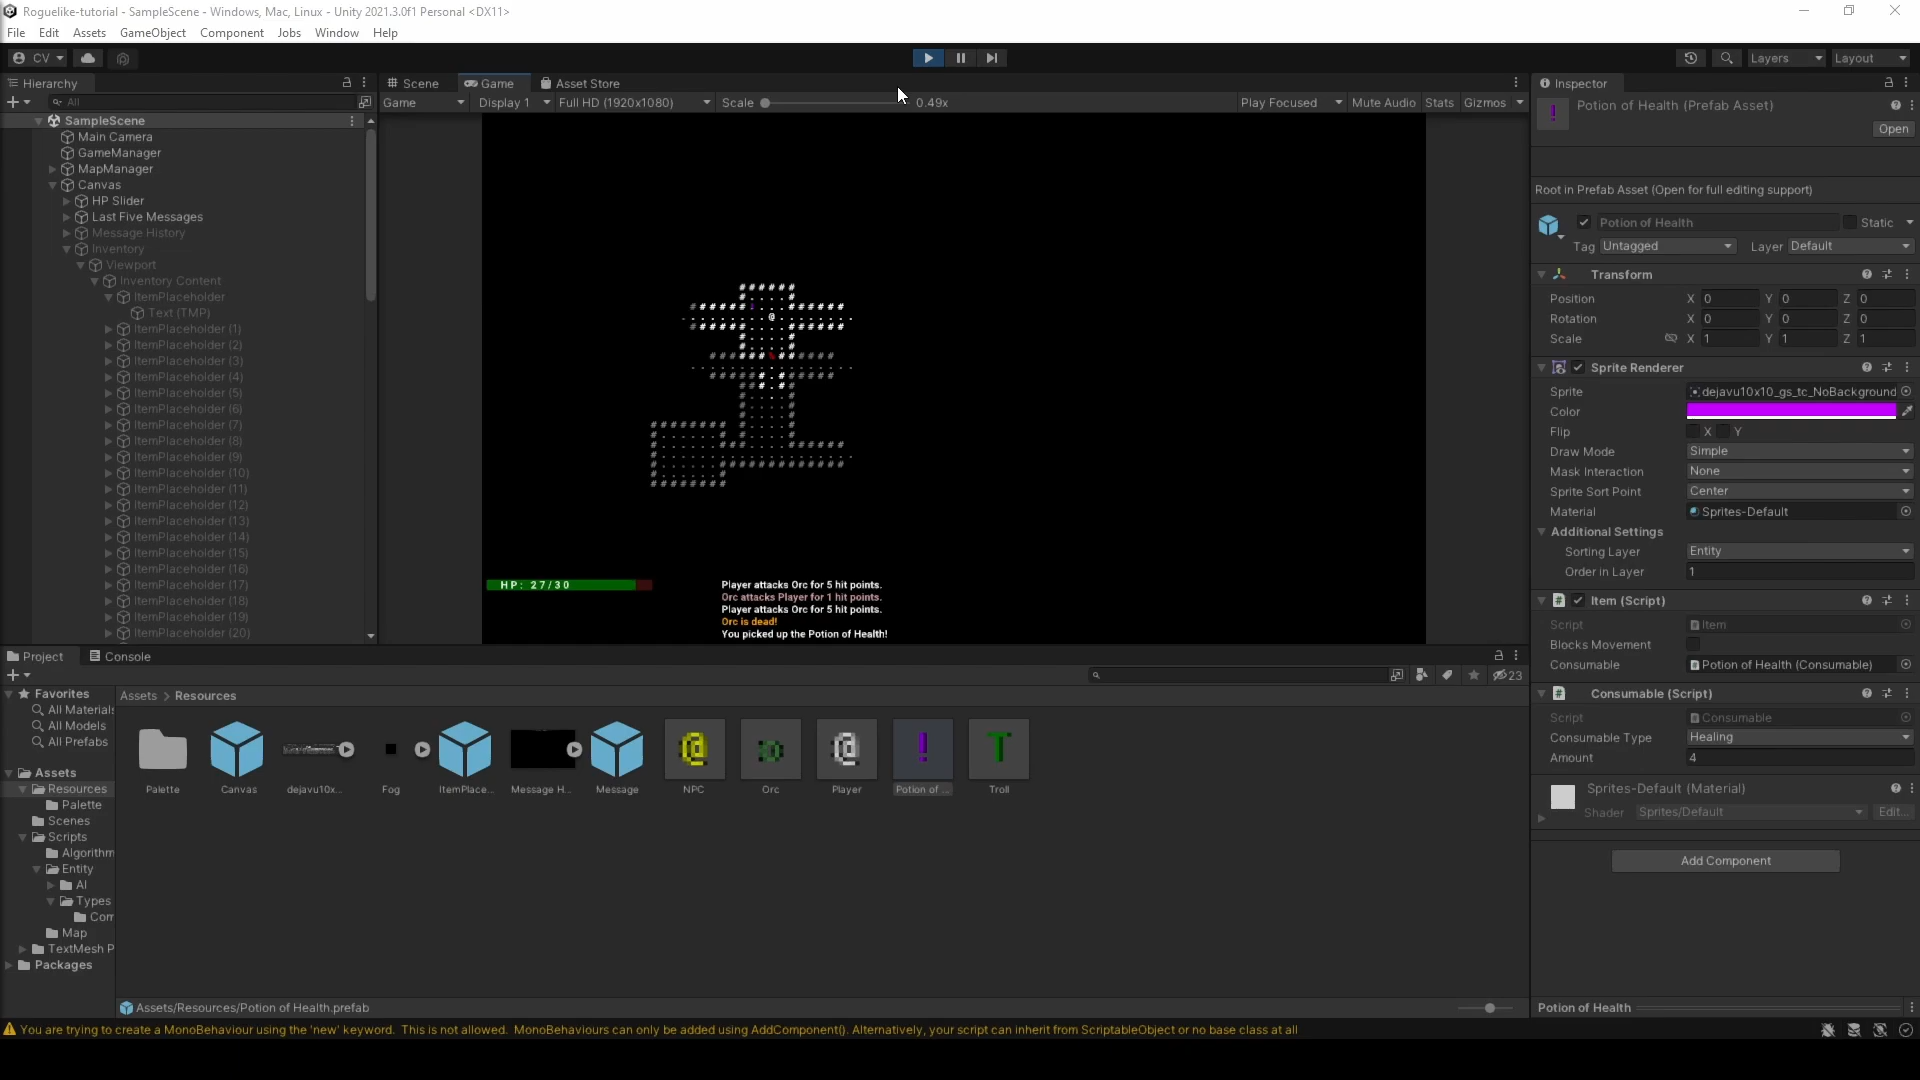 Roguelike-tutorial - SampleScene - Windows, Mac, Linux - Unity 2021.3.0f1 Personal <DX11>
File Edit Assets GameObject Component Jobs Window Help
CV
Layers Layout
Hierarchy
All
SampleScene
Main Camera
GameManager
MapManager
Canvas
HP Slider
Last Five Messages
Message History
Inventory
Viewport
Inventory Content
ItemPlaceholder
Text (TMP)
ItemPlaceholder (1)
ItemPlaceholder (2)
ItemPlaceholder (3)
ItemPlaceholder (4)
ItemPlaceholder (5)
ItemPlaceholder (6)
ItemPlaceholder (7)
ItemPlaceholder (8)
ItemPlaceholder (9)
ItemPlaceholder (10)
ItemPlaceholder (11)
ItemPlaceholder (12)
ItemPlaceholder (13)
ItemPlaceholder (14)
ItemPlaceholder (15)
ItemPlaceholder (16)
ItemPlaceholder (17)
ItemPlaceholder (18)
ItemPlaceholder (19)
ItemPlaceholder (20)
Scene Game Asset Store
Game Display 1 Full HD (1920x1080) Scale 0.49x Play Focused Mute Audio Stats Gizmos
HP: 27/30
Player attacks Orc for 5 hit points.
Orc attacks Player for 1 hit points.
Player attacks Orc for 5 hit points.
Orc is dead!
You picked up the Potion of Health!
Inspector
Potion of Health (Prefab Asset)
Open
Root in Prefab Asset (Open for full editing support)
Potion of Health Static
Tag Untagged Layer Default
Transform
Position X 0 Y 0 Z 0
Rotation X 0 Y 0 Z 0
Scale X 1 Y 1 Z 1
Sprite Renderer
Sprite dejavu10x10_gs_tc_NoBackground
Color
Flip X Y
Draw Mode Simple
Mask Interaction None
Sprite Sort Point Center
Material Sprites-Default
Additional Settings
Sorting Layer Entity
Order in Layer 1
Item (Script)
Script Item
Blocks Movement
Consumable Potion of Health (Consumable)
Consumable (Script)
Script Consumable
Consumable Type Healing
Amount 4
Sprites-Default (Material)
Shader Sprites/Default Edit...
Add Component
Potion of Health
Project Console
23
Favorites
All Materials
All Models
All Prefabs
Assets
Resources
Palette
Scenes
Scripts
Algorithm
Entity
AI
Types
Com
Map
TextMesh P
Packages
Assets > Resources
Palette Canvas dejavu10x... Fog ItemPlace... Message H... Message NPC Orc Player Potion of ... Troll
Assets/Resources/Potion of Health.prefab
You are trying to create a MonoBehaviour using the 'new' keyword. This is not allowed. MonoBehaviours can only be added using AddComponent(). Alternatively, your script can inherit from ScriptableObject or no base class at all